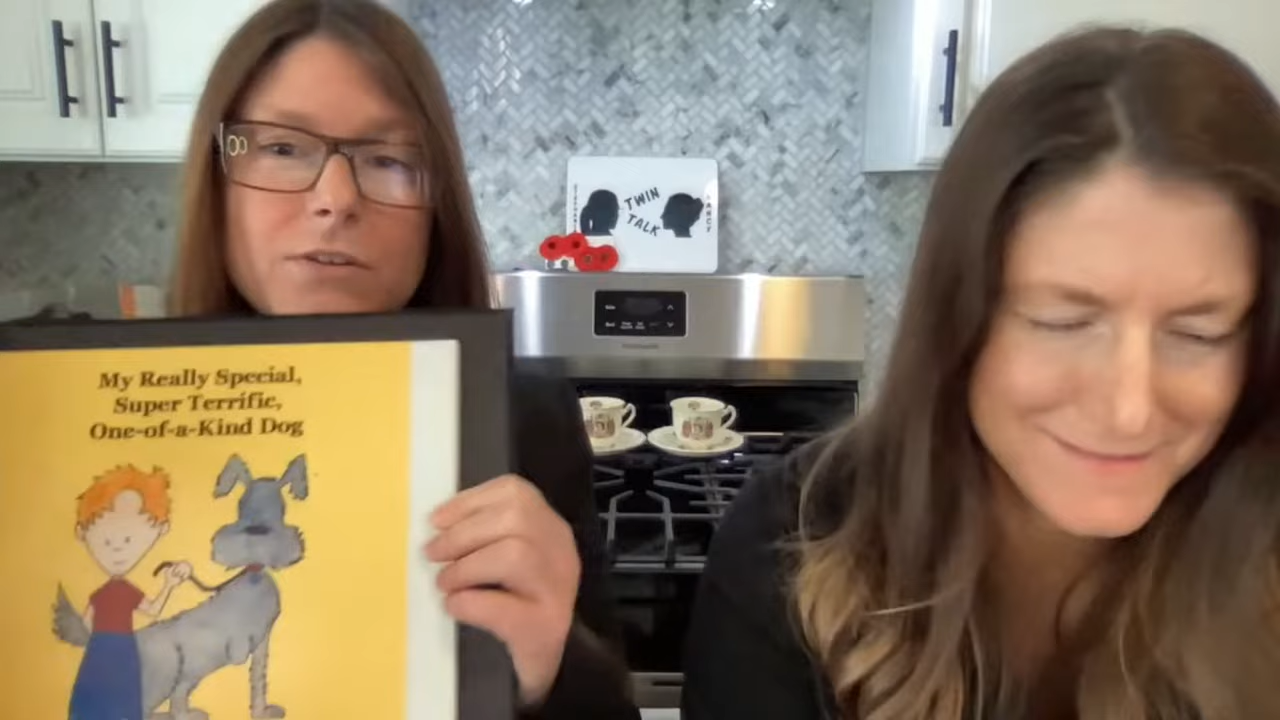 TWIN
TALK
My Really Special,
Super Terrific,
One-of-a-Kind Dog